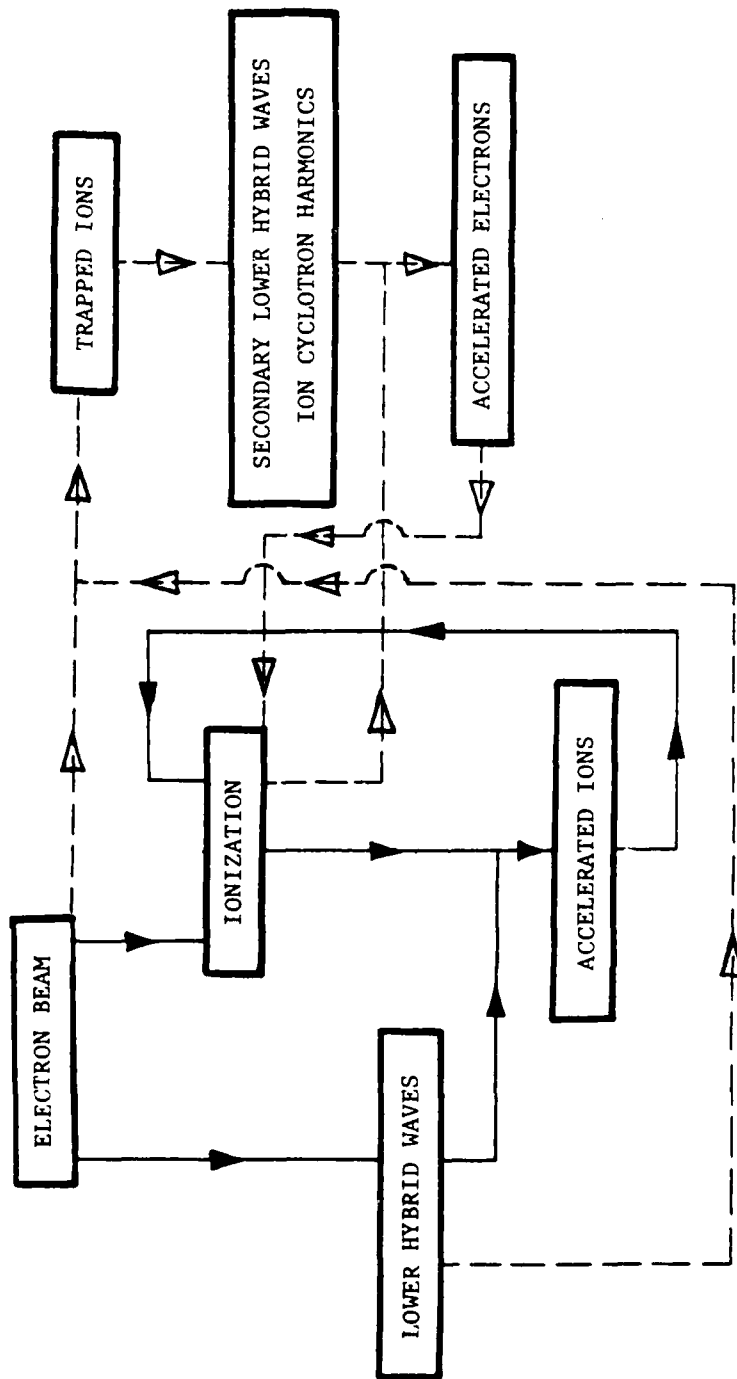 ELECTRON BEAM
TRAPPED IONS
IONIZATION
SECONDARY LOWER HYBRID WAVES
ION CYCLOTRON HARMONICS
LOWER HYBRID WAVES
ACCELERATED IONS
ACCELERATED ELECTRONS